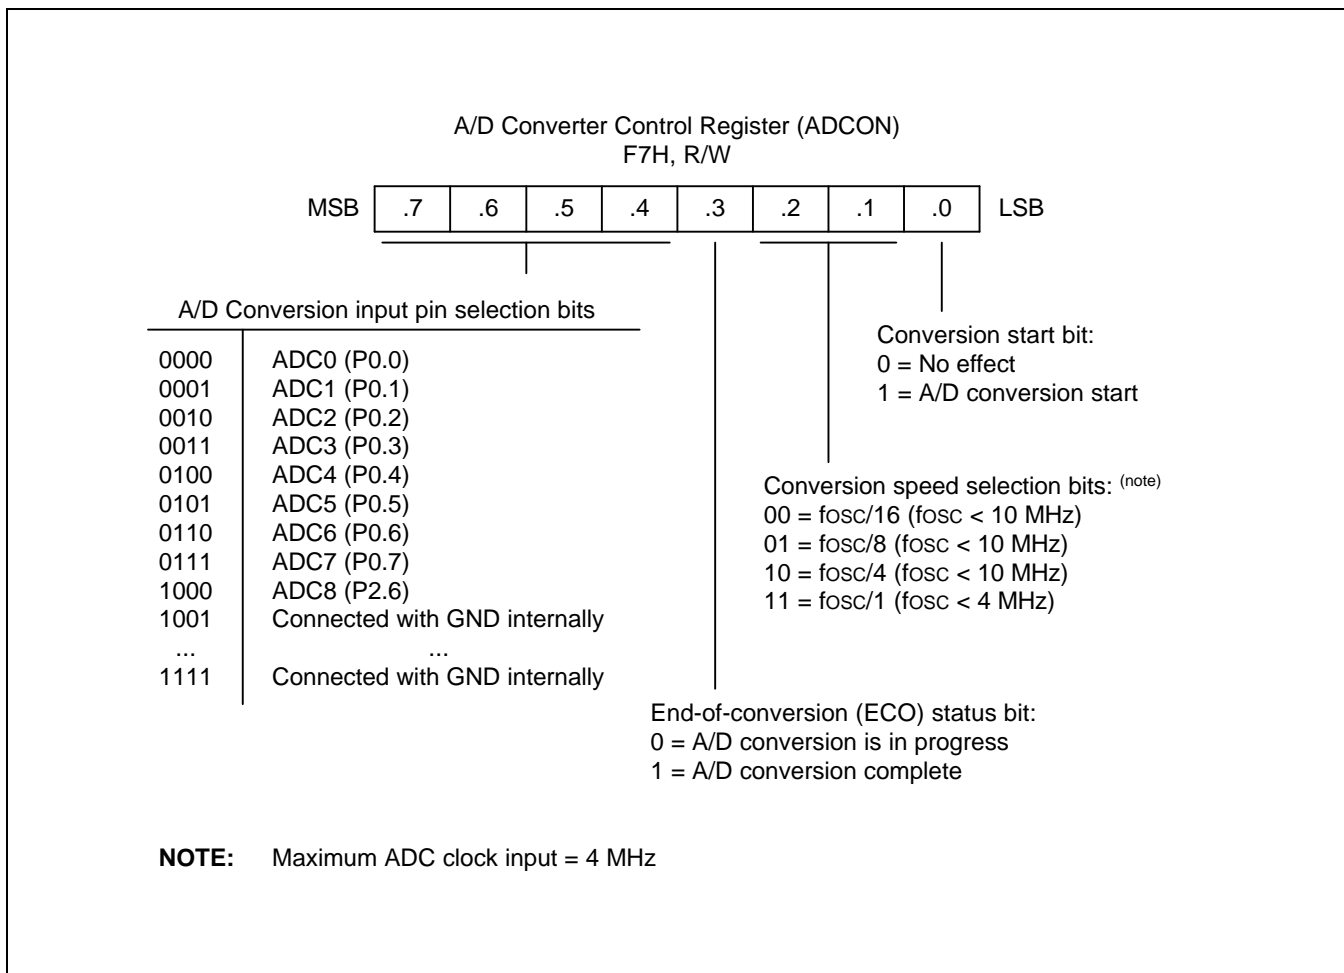 A/D Converter Control Register (ADCON)
F7H, R/W
MSB .7 .6 .5 .4 .3 .2 .1 .0 LSB
A/D Conversion input pin selection bits
0000 ADC0 (P0.0)
0001 ADC1 (P0.1)
0010 ADC2 (P0.2)
0011 ADC3 (P0.3)
0100 ADC4 (P0.4)
0101 ADC5 (P0.5)
0110 ADC6 (P0.6)
0111 ADC7 (P0.7)
1000 ADC8 (P2.6)
1001 Connected with GND internally
... ...
1111 Connected with GND internally
Conversion start bit:
0 = No effect
1 = A/D conversion start
Conversion speed selection bits: (note)
00 = fOSC/16 (fOSC < 10 MHz)
01 = fOSC/8 (fOSC < 10 MHz)
10 = fOSC/4 (fOSC < 10 MHz)
11 = fOSC/1 (fOSC < 4 MHz)
End-of-conversion (ECO) status bit:
0 = A/D conversion is in progress
1 = A/D conversion complete
NOTE: Maximum ADC clock input = 4 MHz